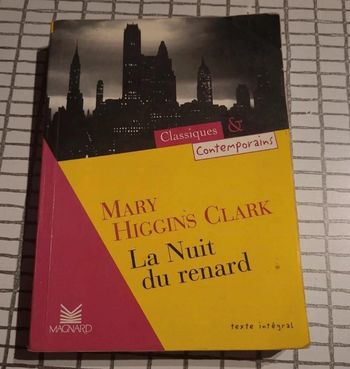 Classiques &
Contemporains
MARY
HIGGINS CLARK
La Nuit
du renard
texte intégral
MAGNARD